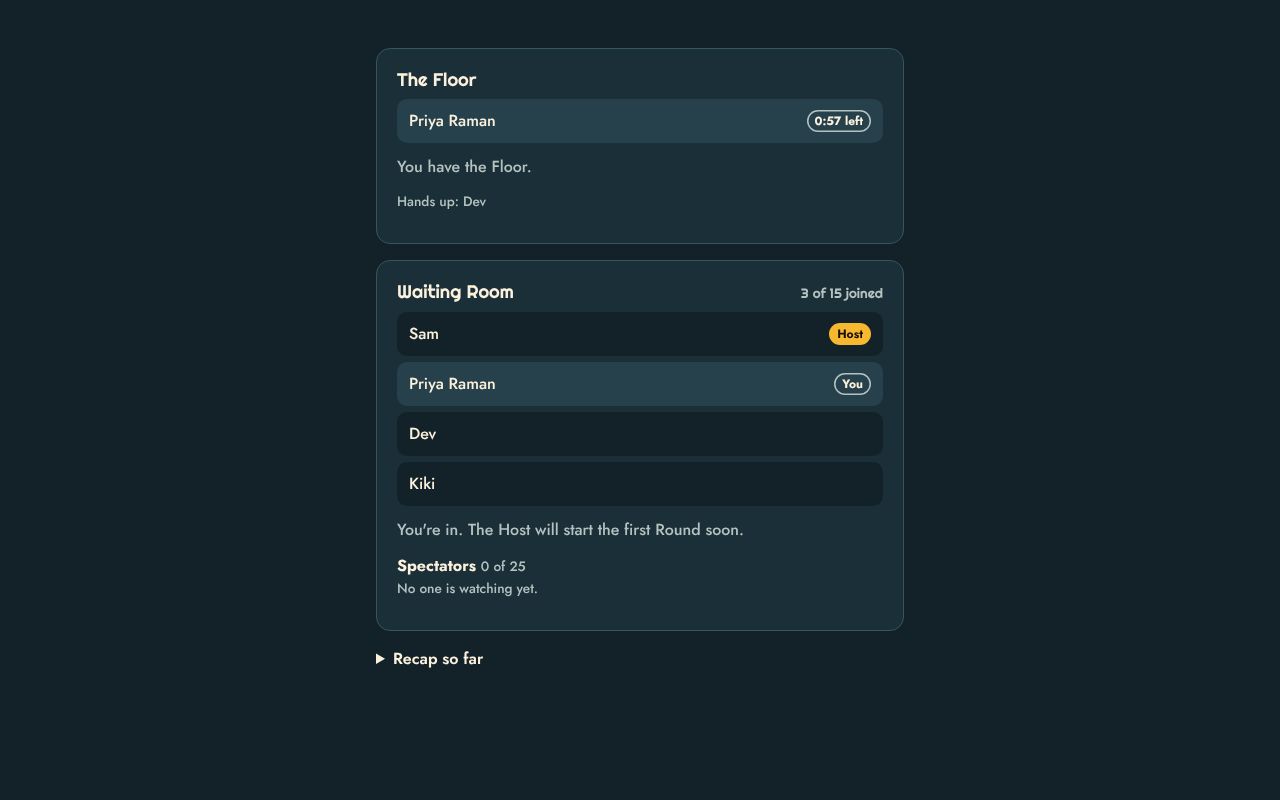 The Floor
Priya Raman 0:57 left
You have the Floor.
Hands up: Dev
Waiting Room 3 of 15 joined
Sam Host
Priya Raman You
Dev
Kiki
You're in. The Host will start the first Round soon.
Spectators 0 of 25
No one is watching yet.
Recap so far